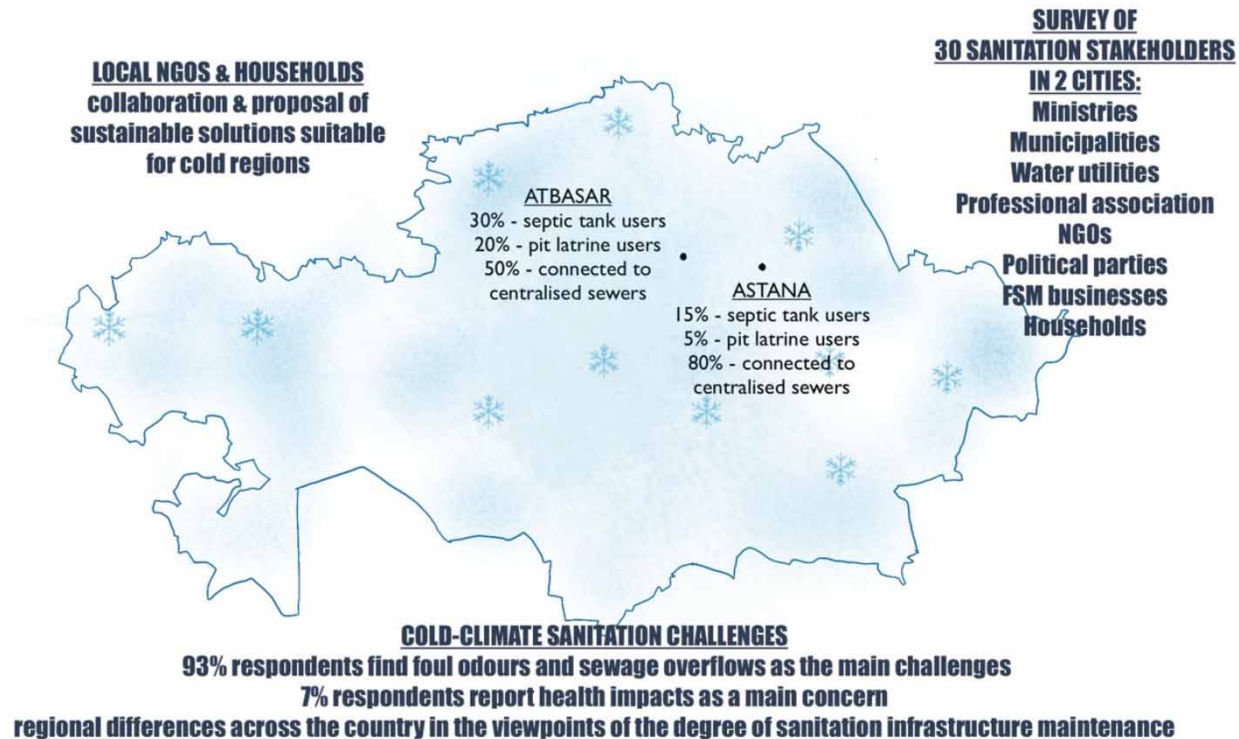 LOCAL NGOS & HOUSEHOLDS
collaboration & proposal of
sustainable solutions suitable
for cold regions
SURVEY OF
30 SANITATION STAKEHOLDERS
IN 2 CITIES:
Ministries
Municipalities
Water utilities
Professional association
NGOs
Political parties
FSM businesses
Households
ATBASAR
30% - septic tank users
20% - pit latrine users
50% - connected to
centralised sewers
ASTANA
15% - septic tank users
5% - pit latrine users
80% - connected to
centralised sewers
COLD-CLIMATE SANITATION CHALLENGES
93% respondents find foul odours and sewage overflows as the main challenges
7% respondents report health impacts as a main concern
regional differences across the country in the viewpoints of the degree of sanitation infrastructure maintenance